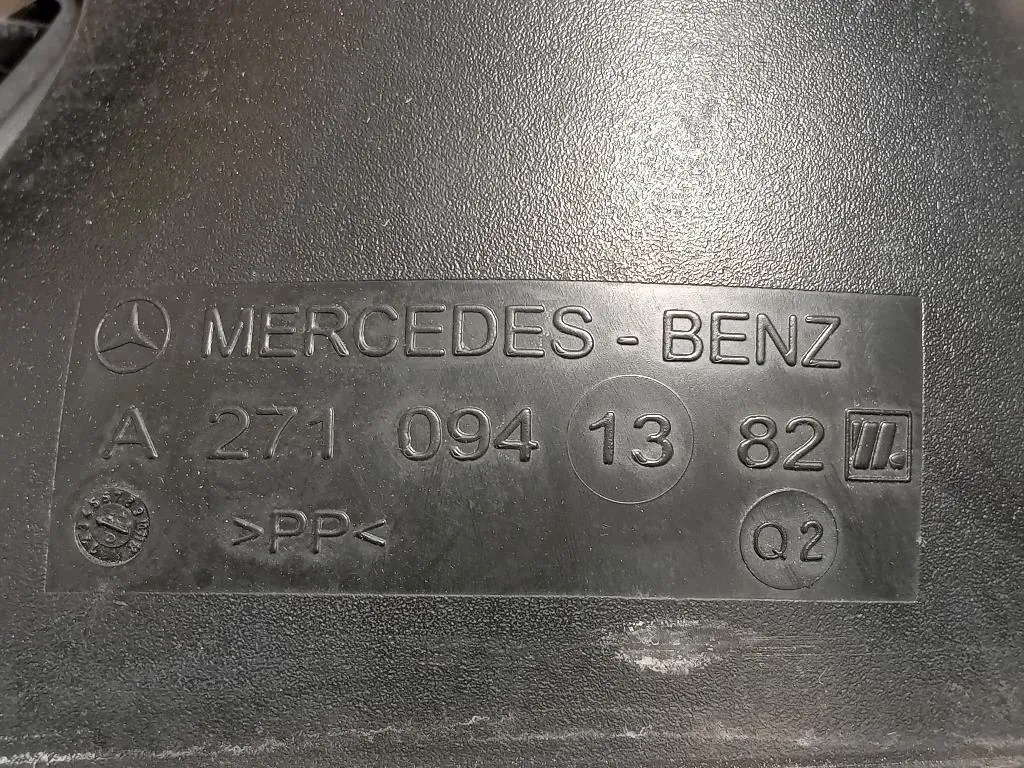 MERCEDES - BENZ
A 271 094 13 82
>PP<
Q2